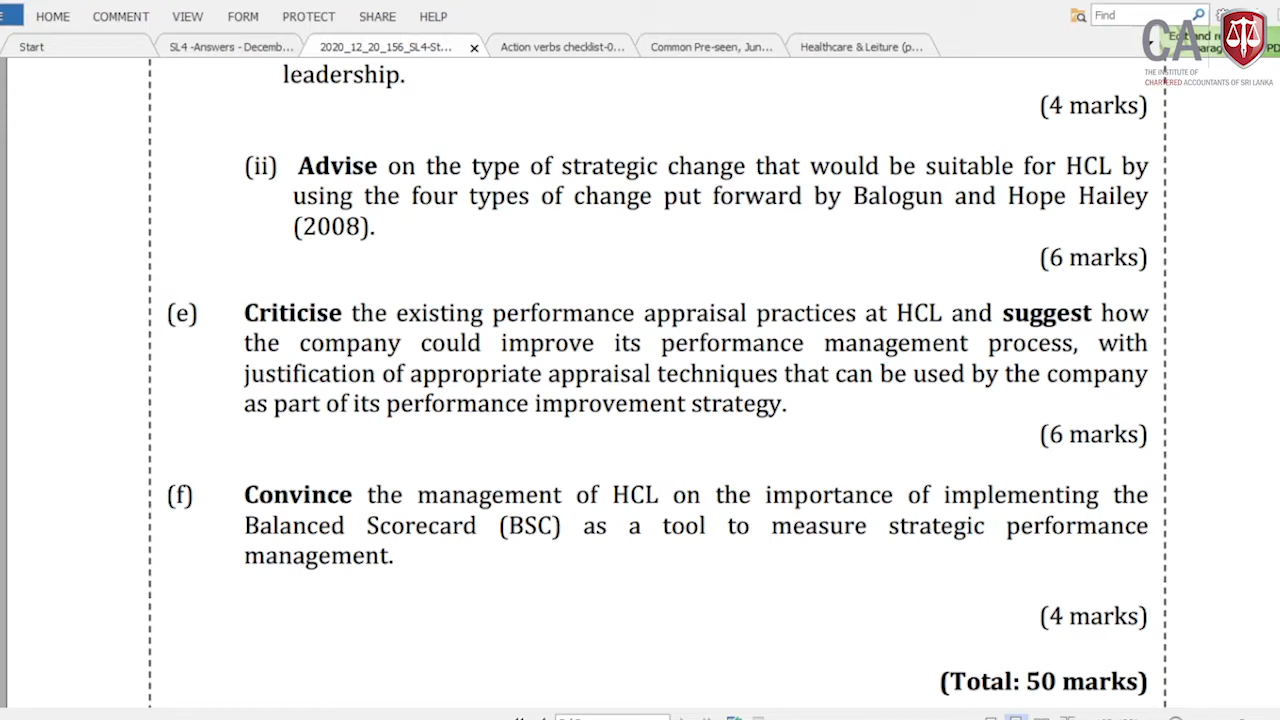 HOME COMMENT VIEW FORM PROTECT SHARE HELP
Find
Start
SL4 -Answers - Decemb...
2020_12_20_156_SL4-St...
Action verbs checklist-0...
Common Pre-seen, Jun...
Healthcare & Leiture (p...
CA
THE INSTITUTE OF
CHARTERED ACCOUNTANTS OF SRI LANKA
leadership.
(4 marks)
(ii) Advise on the type of strategic change that would be suitable for HCL by
using the four types of change put forward by Balogun and Hope Hailey
(2008).
(6 marks)
(e) Criticise the existing performance appraisal practices at HCL and suggest how
the company could improve its performance management process, with
justification of appropriate appraisal techniques that can be used by the company
as part of its performance improvement strategy.
(6 marks)
(f) Convince the management of HCL on the importance of implementing the
Balanced Scorecard (BSC) as a tool to measure strategic performance
management.
(4 marks)
(Total: 50 marks)